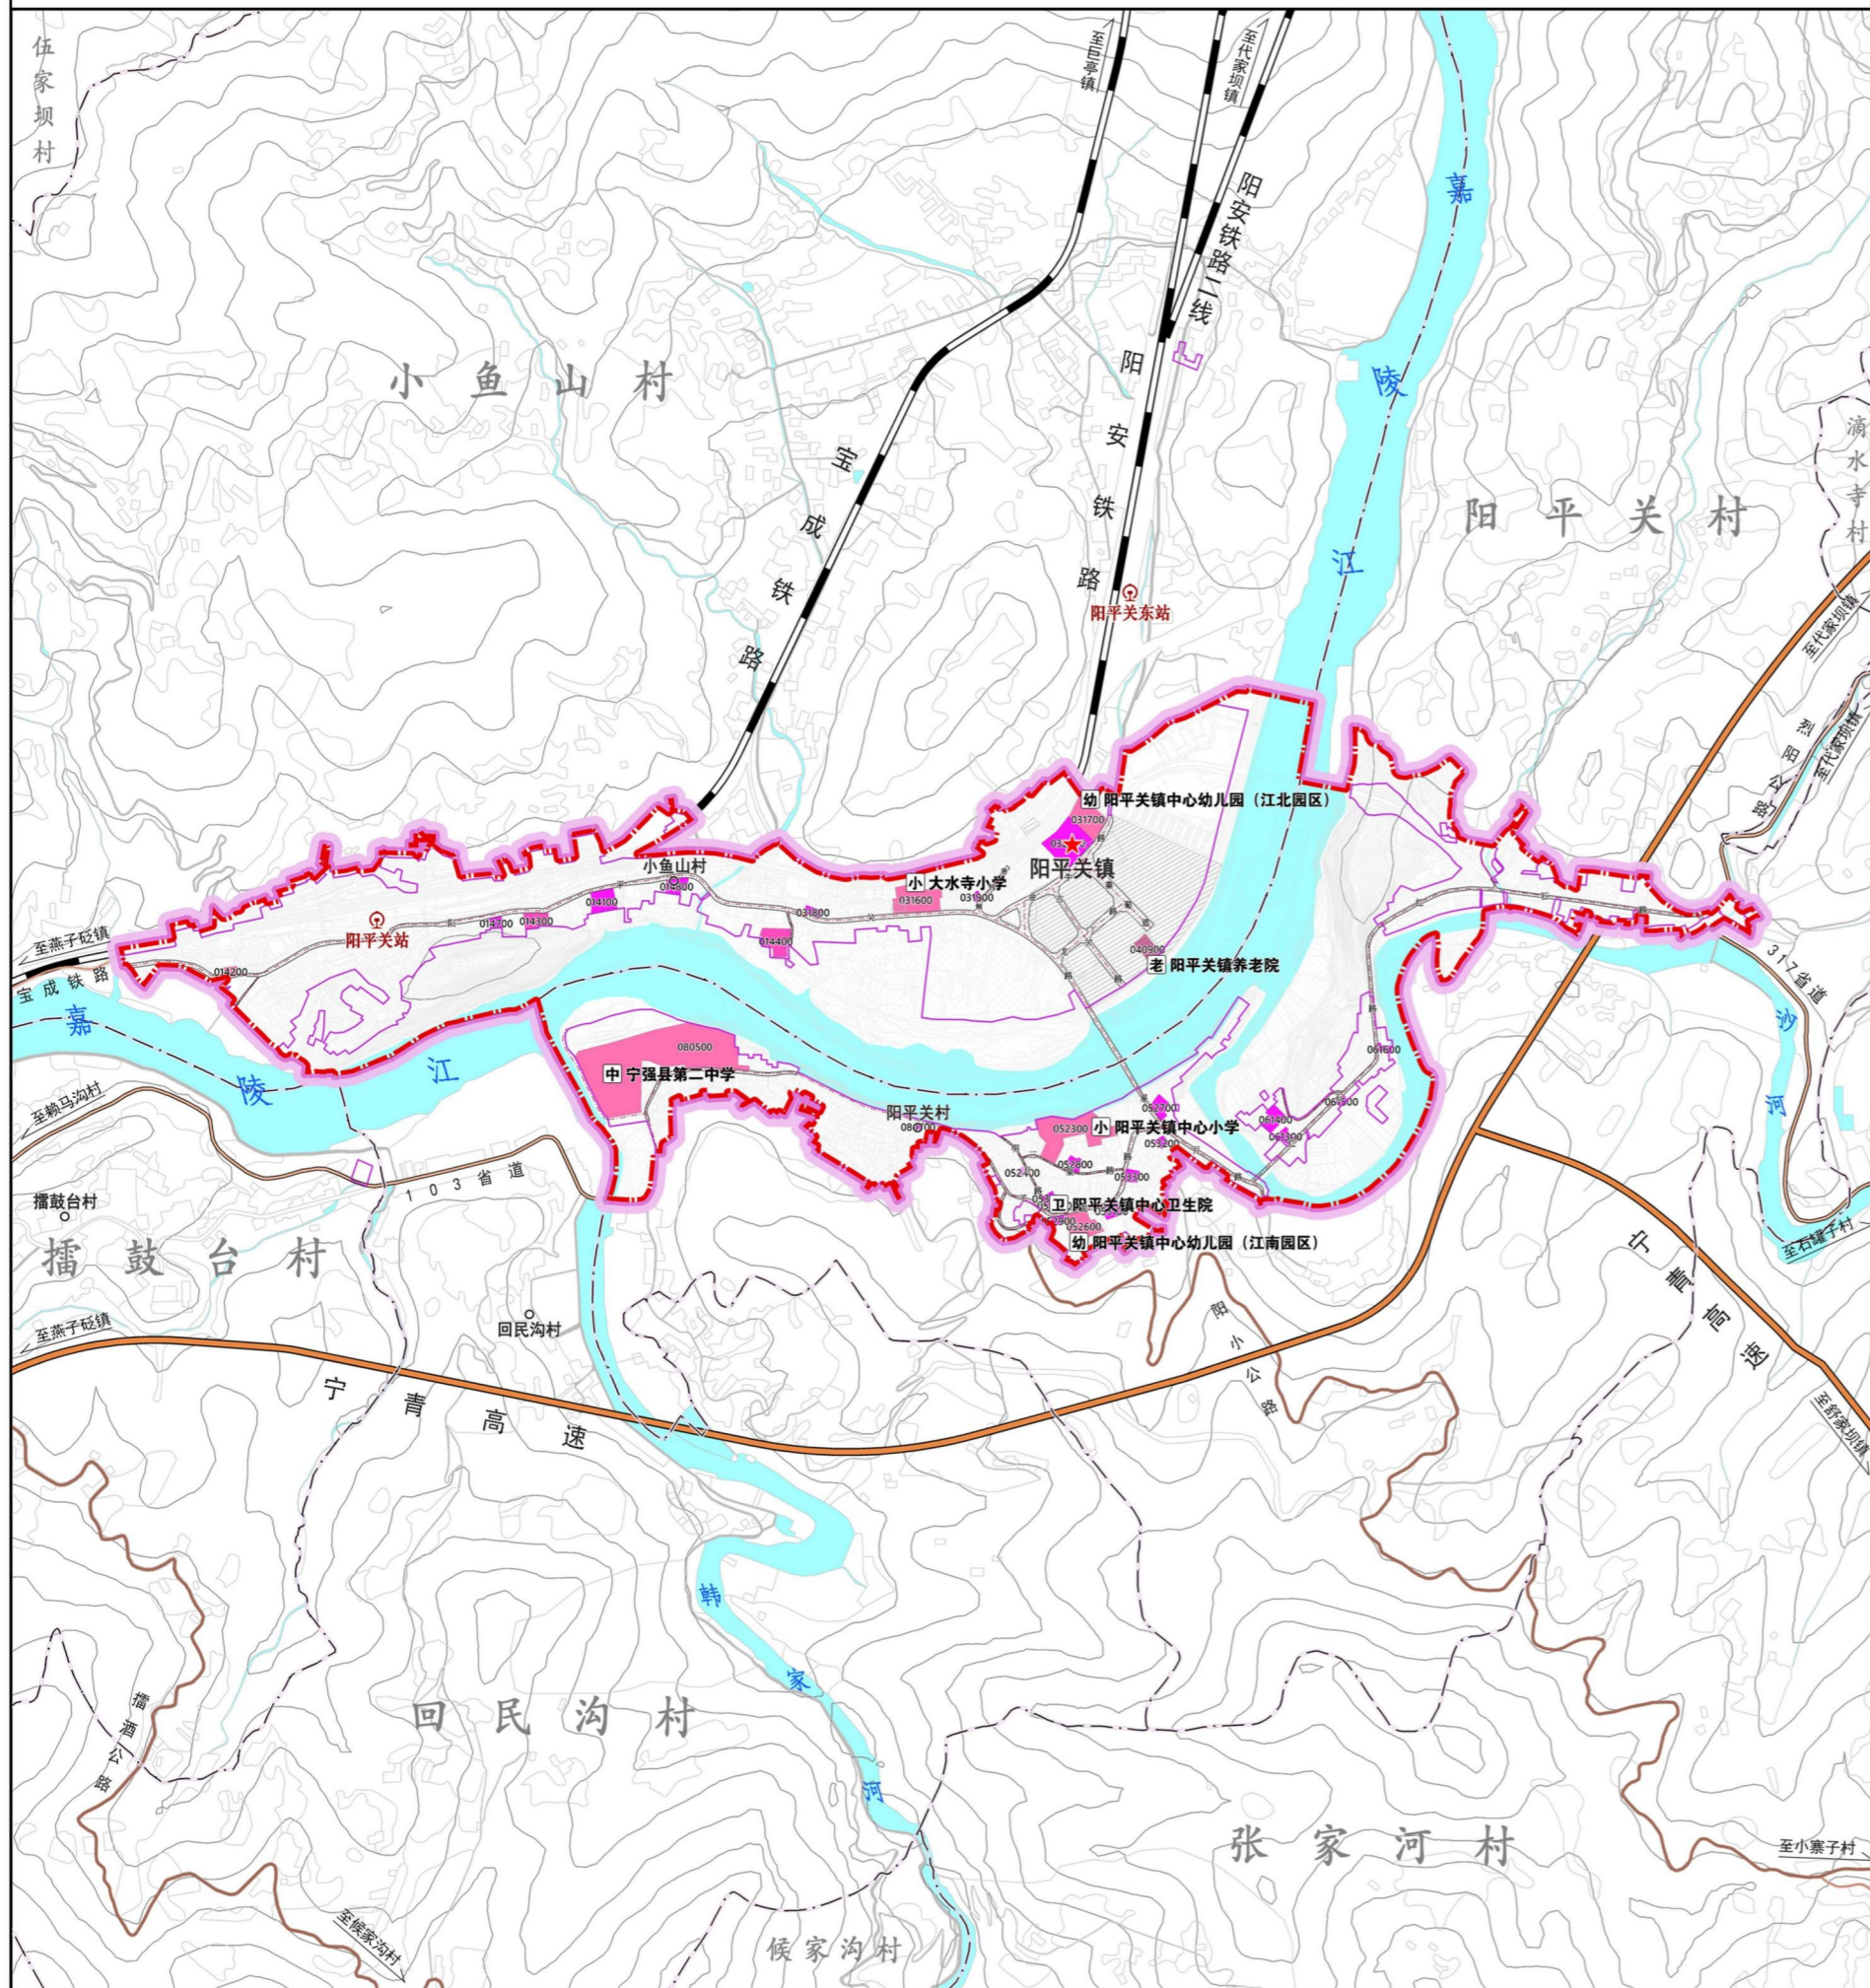 伍家坝村
至巨亭镇
至代家坝镇
嘉
阳安铁路二线
小鱼山村
陵
阳安铁路
宝成铁路
滴水寺村
阳平关村
江
阳平关东站
至代家坝镇
阳烈公路
至代家坝镇
幼 阳平关镇中心幼儿园（江北园区）
031700
阳平关镇
小鱼山村
014800
小 大水寺小学
031600
031900
014100
031800
014700
014300
阳平关站
014400
040900
老 阳平关镇养老院
至燕子砭镇
014200
宝成铁路
317省道
嘉
陵
江
沙
河
080500
中 宁强县第二中学
061600
至赖马沟村
阳平关村
080100
052700
061500
061400
061300
052300
小 阳平关镇中心小学
053200
052800
052400
053300
103省道
擂鼓台村
卫 阳平关镇中心卫生院
052600
幼 阳平关镇中心幼儿园（江南园区）
擂鼓台村
至石罐子村
宁青高速
回民沟村
至燕子砭镇
阳小公路
宁青高速
至舒家坝镇
韩
家
河
回民沟村
擂酒公路
张家河村
至小寨子村
至候家沟村
候家沟村